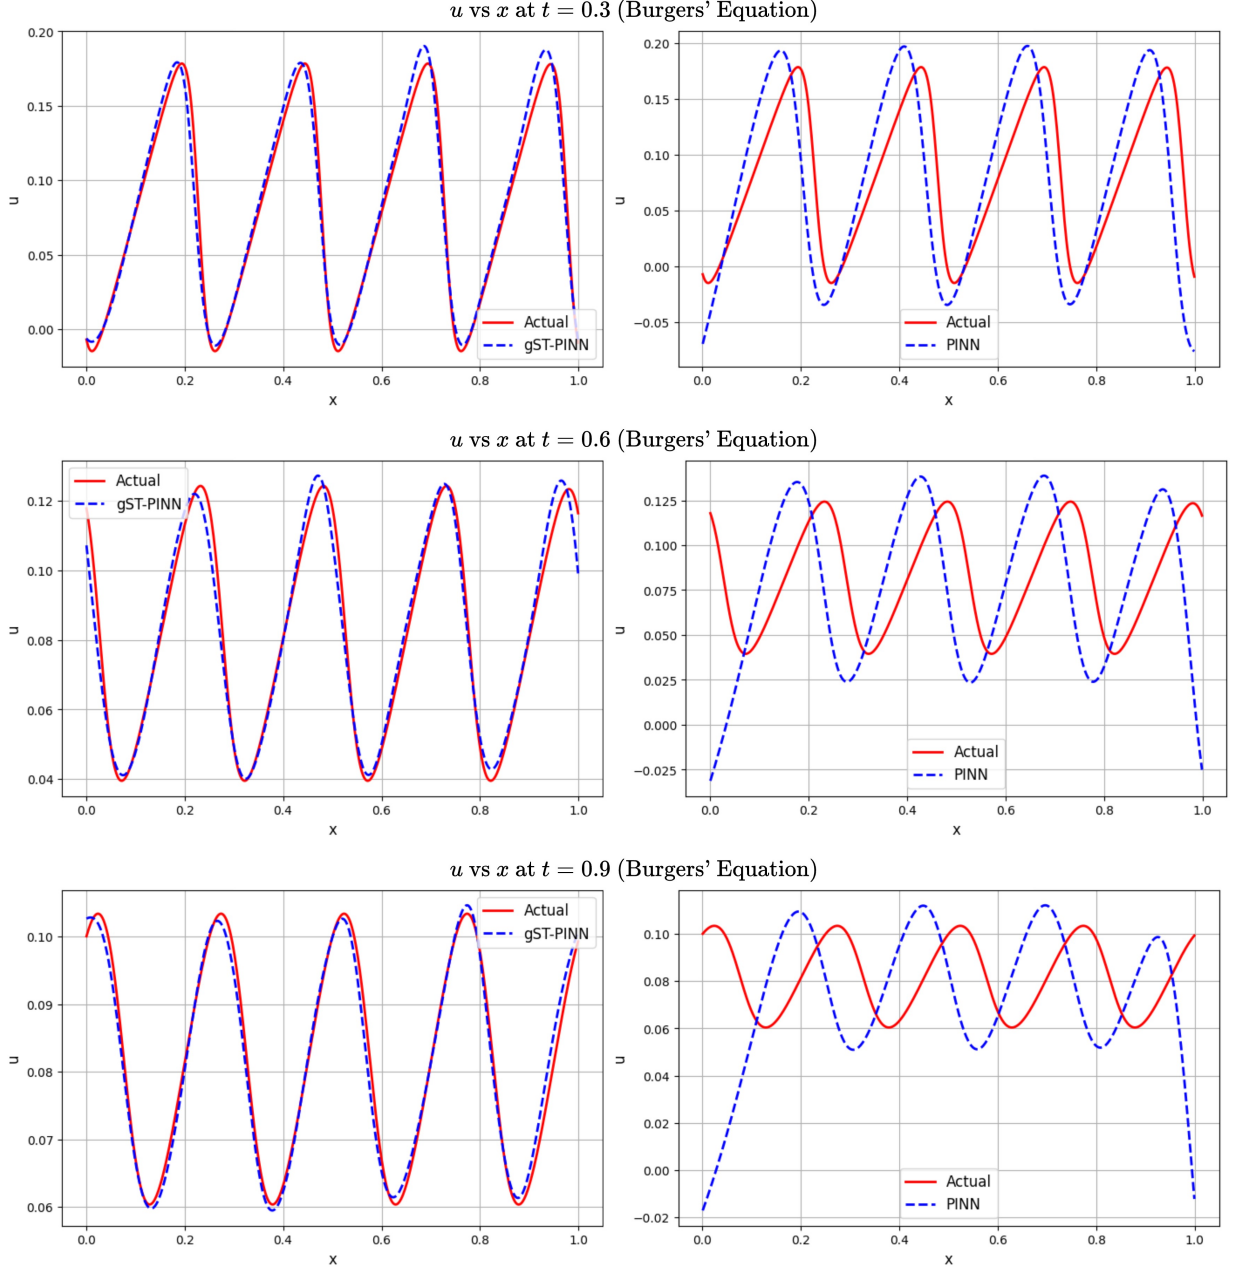 u vs x at t = 0.3 (Burgers' Equation)
0.20
0.15
0.10
0.05
0.00
u
0.0 0.2 0.4 0.6 0.8 1.0
x
Actual
gST-PINN
0.20
0.15
0.10
0.05
0.00
−0.05
u
0.0 0.2 0.4 0.6 0.8 1.0
x
Actual
PINN
u vs x at t = 0.6 (Burgers' Equation)
0.12
0.10
0.08
0.06
0.04
u
0.0 0.2 0.4 0.6 0.8 1.0
x
Actual
gST-PINN
0.125
0.100
0.075
0.050
0.025
0.000
−0.025
u
0.0 0.2 0.4 0.6 0.8 1.0
x
Actual
PINN
u vs x at t = 0.9 (Burgers' Equation)
0.10
0.09
0.08
0.07
0.06
u
0.0 0.2 0.4 0.6 0.8 1.0
x
Actual
gST-PINN
0.10
0.08
0.06
0.04
0.02
0.00
−0.02
u
0.0 0.2 0.4 0.6 0.8 1.0
x
Actual
PINN